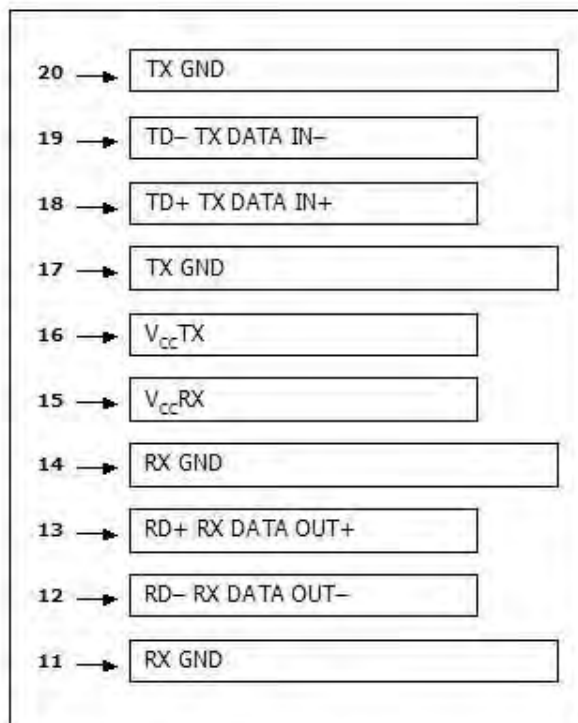 20 TX GND
19 TD– TX DATA IN–
18 TD+ TX DATA IN+
17 TX GND
16 VCCTX
15 VCCRX
14 RX GND
13 RD+ RX DATA OUT+
12 RD– RX DATA OUT–
11 RX GND